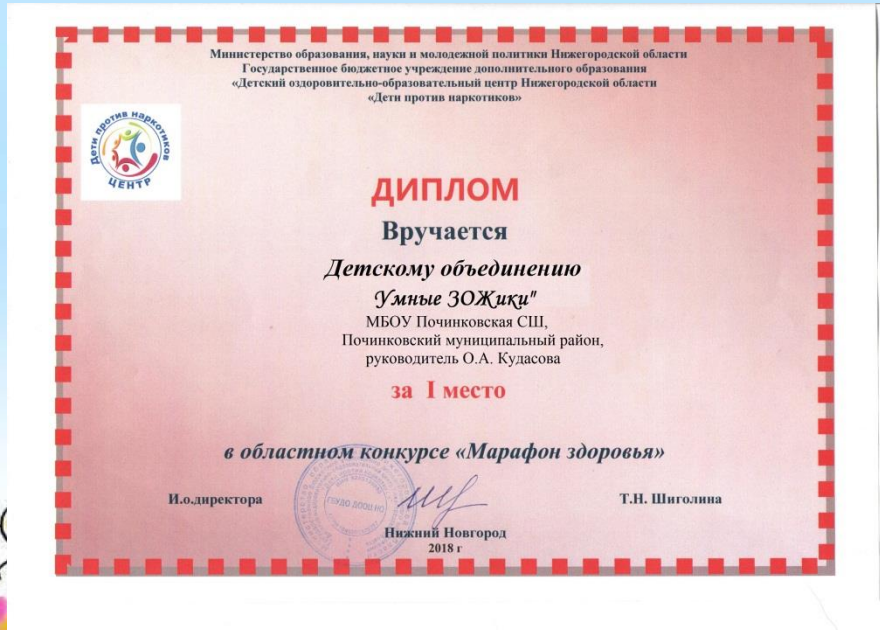 Министерство образования, науки и молодежной политики Нижегородской области
Государственное бюджетное учреждение дополнительного образования
«Детский оздоровительно-образовательный центр Нижегородской области
«Дети против наркотиков»
Дети против наркотиков
ЦЕНТР
ДИПЛОМ
Вручается
Детскому объединению
Умные ЗОЖики"
МБОУ Починковская СШ,
Починковский муниципальный район,
руководитель О.А. Кудасова
за I место
в областном конкурсе «Марафон здоровья»
И.о.директора
Т.Н. Шиголина
Нижний Новгород
2018 г